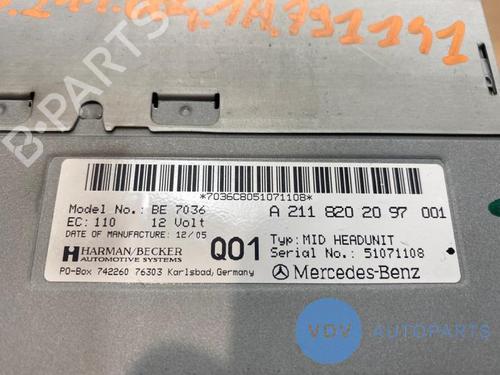 *7036C8051071108*
Model No.: BE 7036
A 211 820 20 97 001
EC: 110 12 Volt
DATE OF MANUFACTURE: 12/05
Q01
Typ: MID HEADUNIT
HARMAN/BECKER
AUTOMOTIVE SYSTEMS
Serial No.: 51071108
PO-Box 742260 76303 Karlsbad, Germany
Mercedes-Benz
B-PARTS
VDV AUTOPARTS